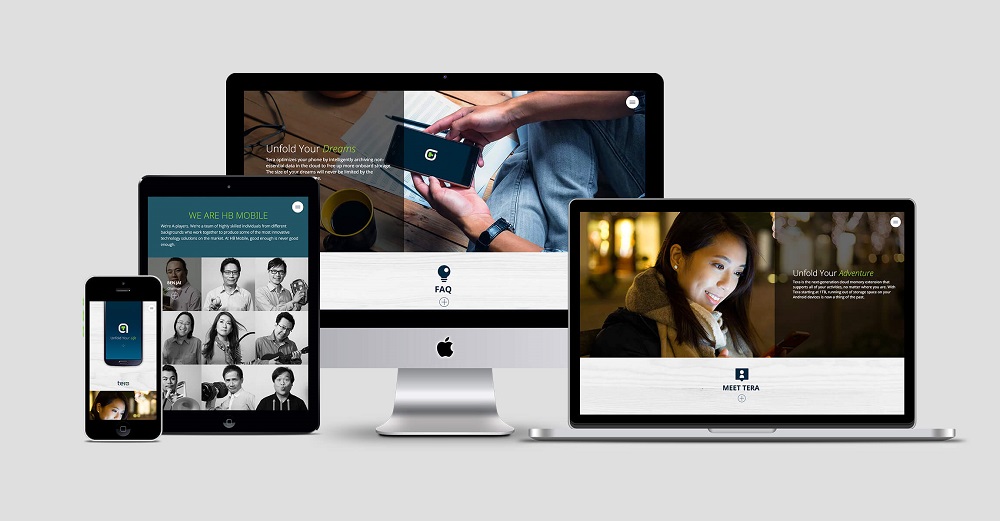 Unfold Your Dreams
Tera optimizes your phone by intelligently archiving non-
essential data in the cloud to free up more onboard storage.
The size of your dreams will never be limited by the
FAQ
WE ARE HB MOBILE
We're A-players. We're a team of highly skilled individuals from different
backgrounds who work together to produce some of the most innovative
technology solutions on the market. At HB Mobile, good enough is never good
enough.
BENJAI
Unfold Your
tera
Unfold Your Adventure
Tera is the next-generation cloud memory extension that
supports all of your activities, no matter where you are. With
Tera starting at 1TB, running out of storage space on your
Android devices is now a thing of the past.
MEET TERA